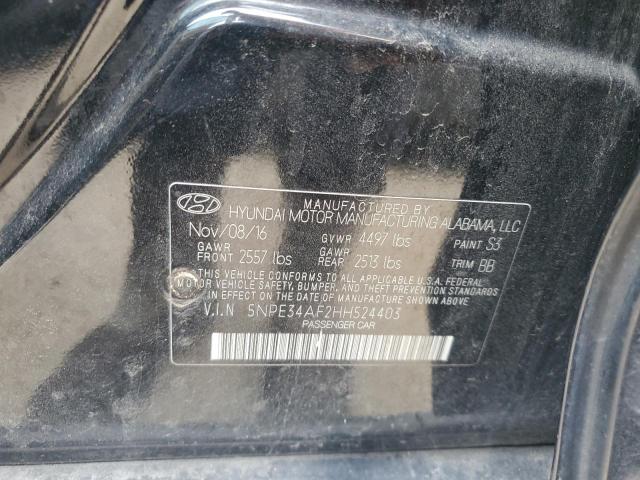 MANUFACTURED BY
HYUNDAI MOTOR MANUFACTURING ALABAMA, LLC
Nov/08/16 GVWR 4497 lbs PAINT S3
GAWR FRONT 2557 lbs GAWR REAR 2513 lbs TRIM BB
THIS VEHICLE CONFORMS TO ALL APPLICABLE U.S.A. FEDERAL
MOTOR VEHICLE SAFETY, BUMPER, AND THEFT PREVENTION STANDARDS
IN EFFECT ON THE DATE OF MANUFACTURE SHOWN ABOVE.
V.I.N 5NPE34AF2HH524403
PASSENGER CAR